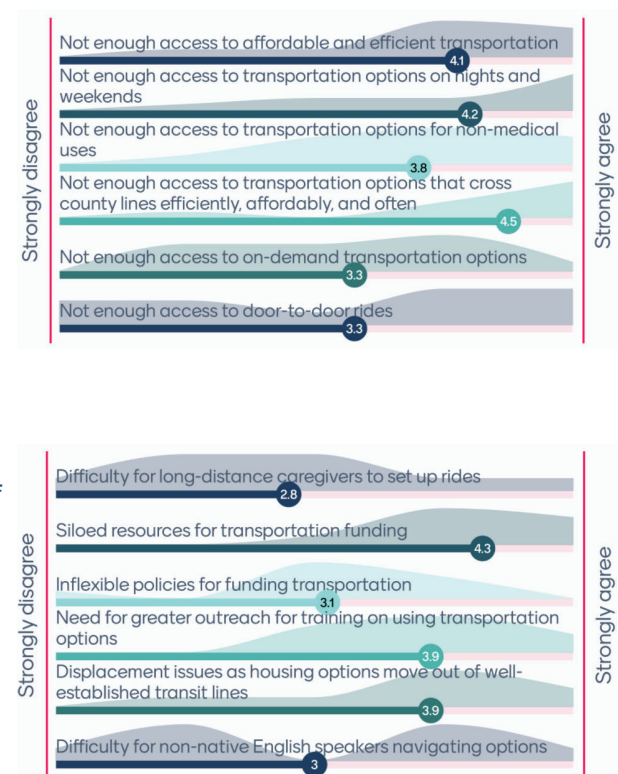 Strongly disagree
Not enough access to affordable and efficient transportation
4.1
Not enough access to transportation options on nights and
weekends
4.2
Not enough access to transportation options for non-medical
uses
3.8
Not enough access to transportation options that cross
county lines efficiently, affordably, and often
4.5
Not enough access to on-demand transportation options
3.3
Not enough access to door-to-door rides
3.3
Strongly agree
Strongly disagree
Difficulty for long-distance caregivers to set up rides
2.8
Siloed resources for transportation funding
4.3
Inflexible policies for funding transportation
3.1
Need for greater outreach for training on using transportation
options
3.9
Displacement issues as housing options move out of well-
established transit lines
3.9
Difficulty for non-native English speakers navigating options
3
Strongly agree